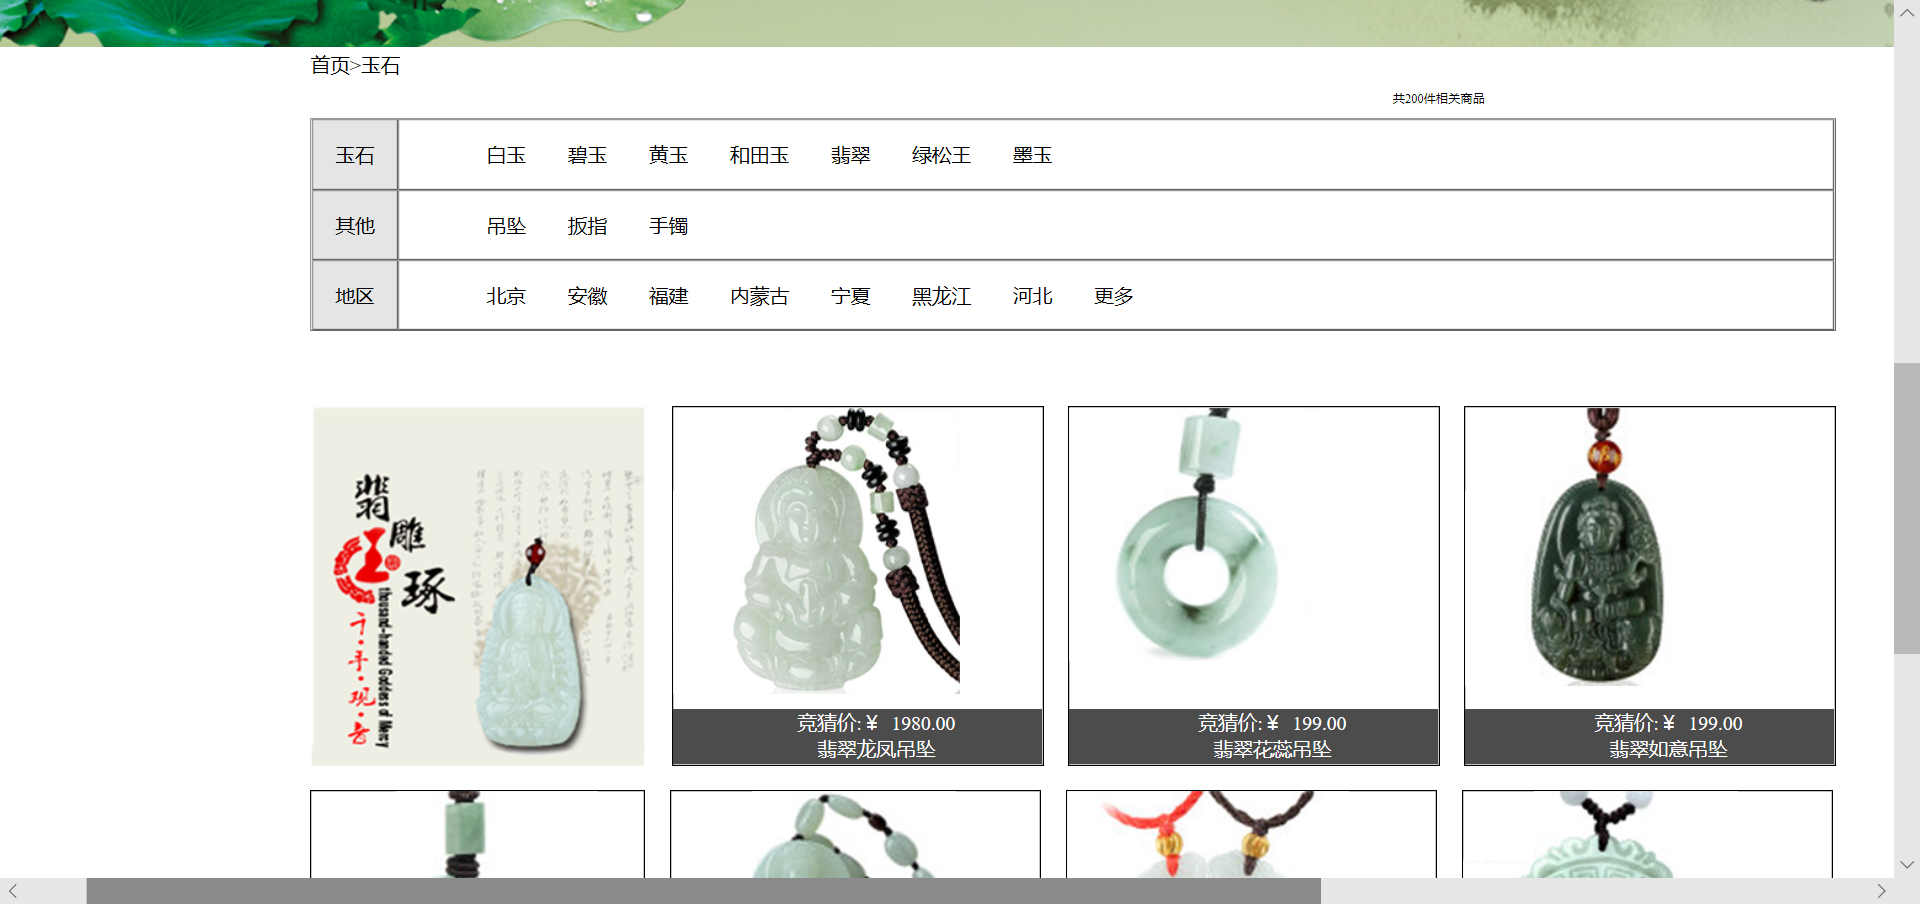 首页>玉石
共200件相关商品
玉石 白玉 碧玉 黄玉 和田玉 翡翠 绿松王 墨玉
其他 吊坠 扳指 手镯
地区 北京 安徽 福建 内蒙古 宁夏 黑龙江 河北 更多
翡
雕
玉
琢
千·手·观·音
thousand-handed Goddess of Mercy
竞猜价:¥ 1980.00
翡翠龙凤吊坠
竞猜价:¥ 199.00
翡翠花蕊吊坠
竞猜价:¥ 199.00
翡翠如意吊坠